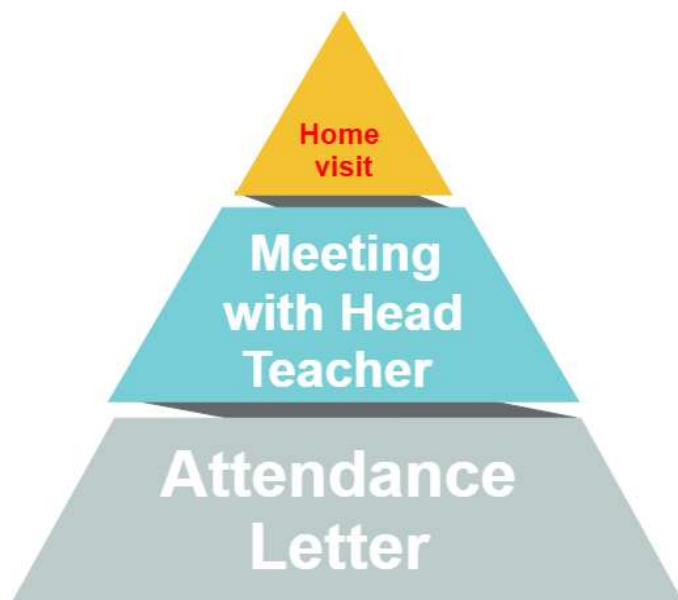 Home
visit
Meeting
with Head
Teacher
Attendance
Letter